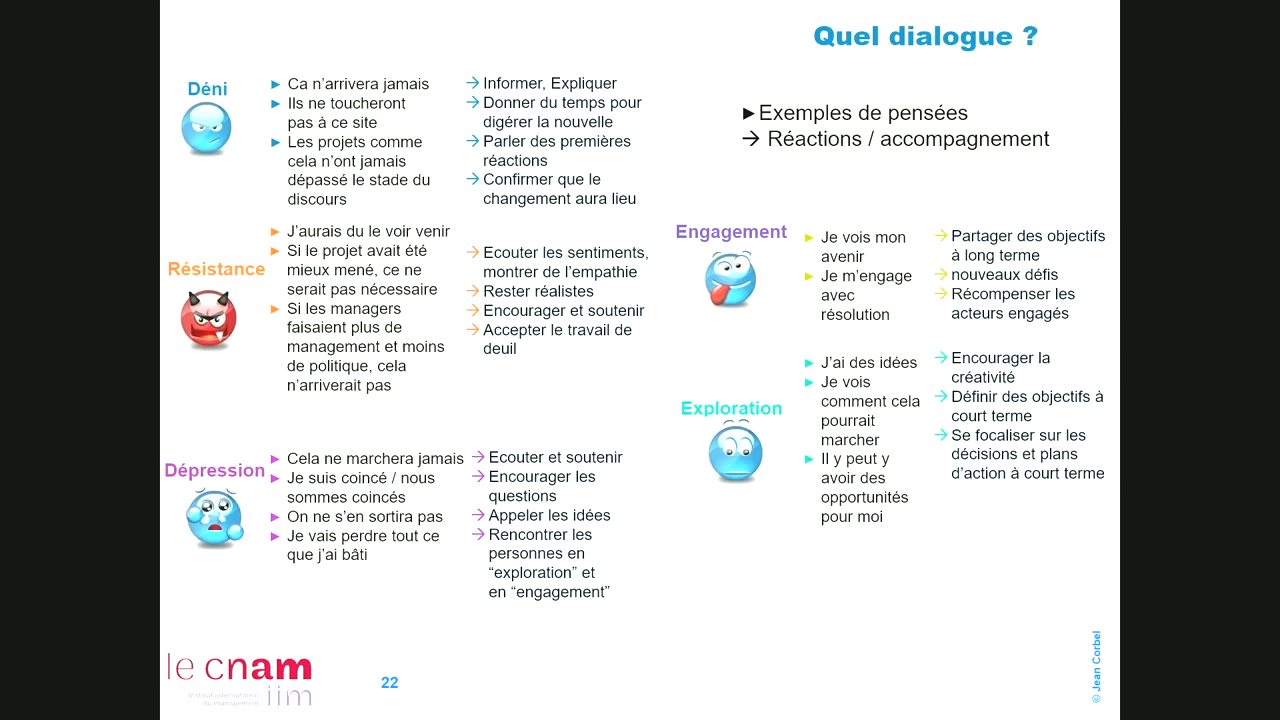 Quel dialogue ?
►Exemples de pensées
→ Réactions / accompagnement
Déni
► Ca n’arrivera jamais
► Ils ne toucheront
pas à ce site
► Les projets comme
cela n’ont jamais
dépassé le stade du
discours
→ Informer, Expliquer
→ Donner du temps pour
digérer la nouvelle
→ Parler des premières
réactions
→ Confirmer que le
changement aura lieu
Résistance
► J’aurais du le voir venir
► Si le projet avait été
mieux mené, ce ne
serait pas nécessaire
► Si les managers
faisaient plus de
management et moins
de politique, cela
n’arriverait pas
→ Ecouter les sentiments,
montrer de l’empathie
→ Rester réalistes
→ Encourager et soutenir
→ Accepter le travail de
deuil
Dépression
► Cela ne marchera jamais
► Je suis coincé / nous
sommes coincés
► On ne s’en sortira pas
► Je vais perdre tout ce
que j’ai bâti
→ Ecouter et soutenir
→ Encourager les
questions
→ Appeler les idées
→ Rencontrer les
personnes en
“exploration” et
en “engagement”
Engagement
► Je vois mon
avenir
► Je m’engage
avec
résolution
→ Partager des objectifs
à long terme
→ nouveaux défis
→ Récompenser les
acteurs engagés
Exploration
► J’ai des idées
► Je vois
comment cela
pourrait
marcher
► Il y peut y
avoir des
opportunités
pour moi
→ Encourager la
créativité
→ Définir des objectifs à
court terme
→ Se focaliser sur les
décisions et plans
d’action à court terme
le cnam
Institut international
du management
iim
22
© Jean Corbel